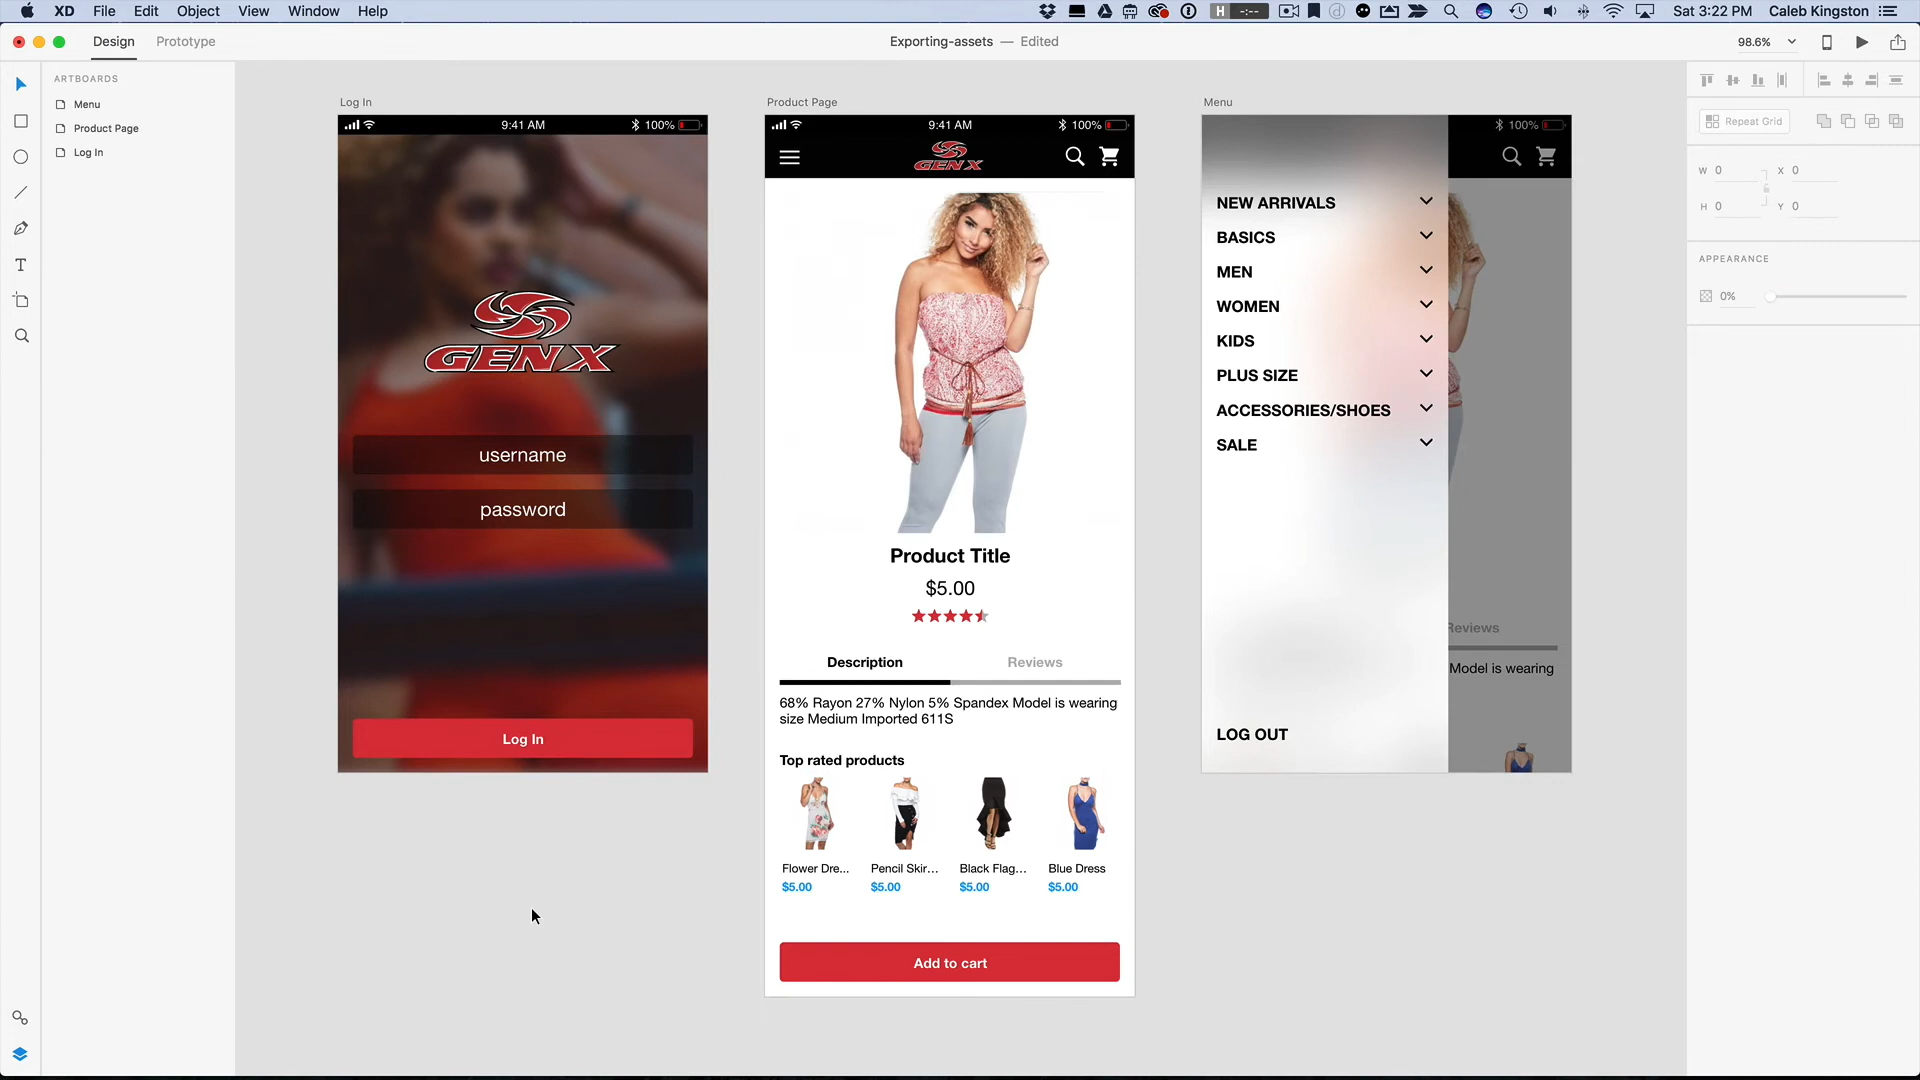 XD File Edit Object View Window Help
H -:-- Sat 3:22 PM Caleb Kingston
Design Prototype
Exporting-assets — Edited
98.6%
ARTBOARDS
Menu
Product Page
Log In
Log In
9:41 AM 100%
GENX
username
password
Log In
Product Page
9:41 AM 100%
GENX
Product Title
$5.00
Description Reviews
68% Rayon 27% Nylon 5% Spandex Model is wearing
size Medium Imported 611S
Top rated products
Flower Dre... Pencil Skir... Black Flag... Blue Dress
$5.00 $5.00 $5.00 $5.00
Add to cart
Menu
100%
NEW ARRIVALS
BASICS
MEN
WOMEN
KIDS
PLUS SIZE
ACCESSORIES/SHOES
SALE
Reviews
Model is wearing
LOG OUT
Repeat Grid
W 0 X 0
H 0 Y 0
APPEARANCE
0%